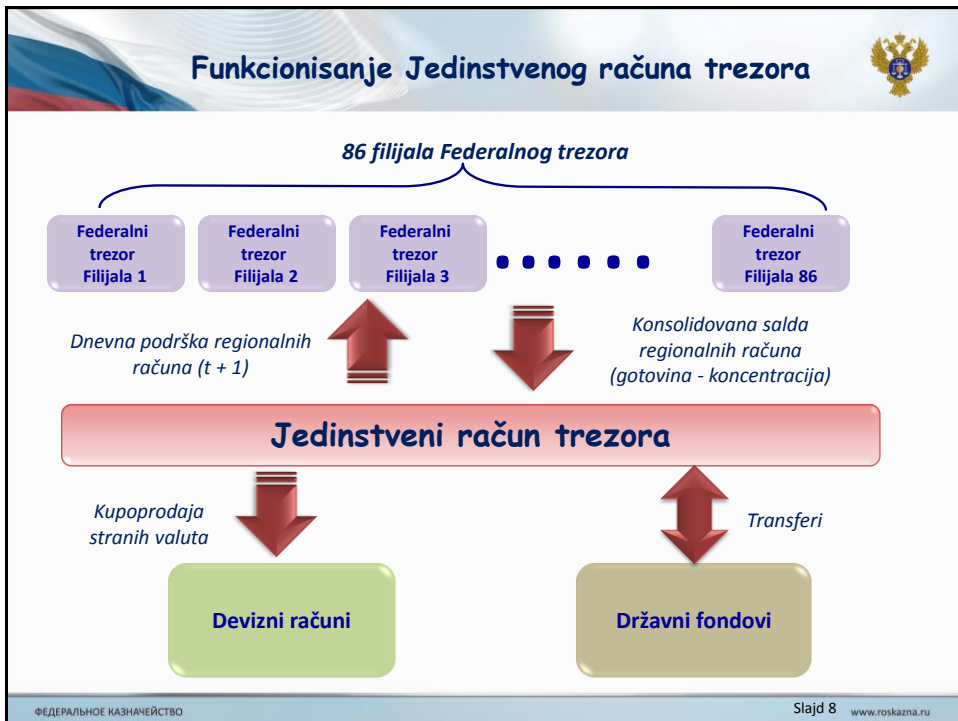 Funkcionisanje Jedinstvenog računa trezora
86 filijala Federalnog trezora
Federalni
trezor
Filijala 1
Federalni
trezor
Filijala 2
Federalni
trezor
Filijala 3
......
Federalni
trezor
Filijala 86
Dnevna podrška regionalnih
računa (t + 1)
Konsolidovana salda
regionalnih računa
(gotovina - koncentracija)
Jedinstveni račun trezora
Kupoprodaja
stranih valuta
Transferi
Devizni računi
Državni fondovi
ФЕДЕРАЛЬНОЕ КАЗНАЧЕЙСТВО
Slajd 8
www.roskazna.ru